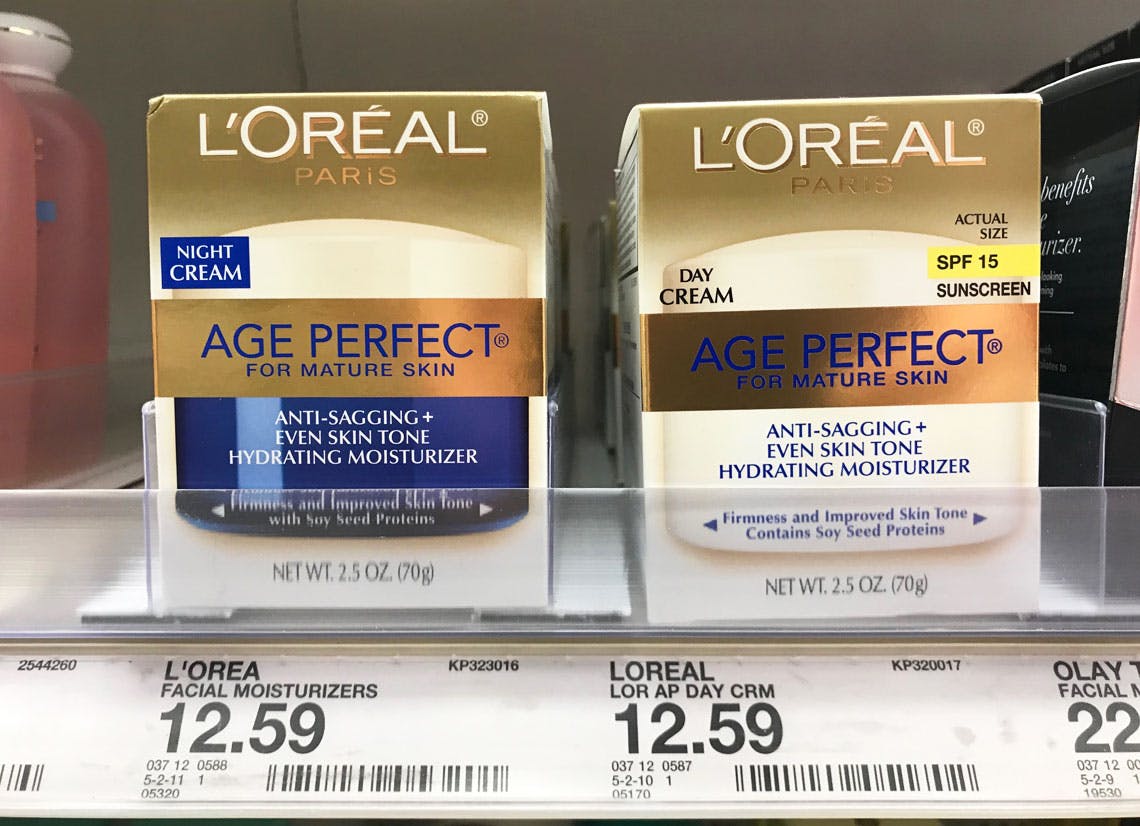 L'ORÉAL®
PARIS
NIGHT
CREAM
AGE PERFECT®
FOR MATURE SKIN
ANTI-SAGGING+
EVEN SKIN TONE
HYDRATING MOISTURIZER
Firmness and Improved Skin Tone
with Soy Seed Proteins
NET WT. 2.5 OZ. (70g)
L'ORÉAL®
PARIS
ACTUAL
SIZE
SPF 15
SUNSCREEN
DAY
CREAM
AGE PERFECT®
FOR MATURE SKIN
ANTI-SAGGING+
EVEN SKIN TONE
HYDRATING MOISTURIZER
Firmness and Improved Skin Tone
Contains Soy Seed Proteins
NET WT. 2.5 OZ. (70g)
benefits
2544260
L'OREA KP323016
FACIAL MOISTURIZERS
12.59
037 12 0588
5-2-11 1
05320
LOREAL KP320017
LOR AP DAY CRM
12.59
037 12 0587
5-2-10 1
05170
OLAY
FACIAL
22
037 12
5-2-9 1
19530